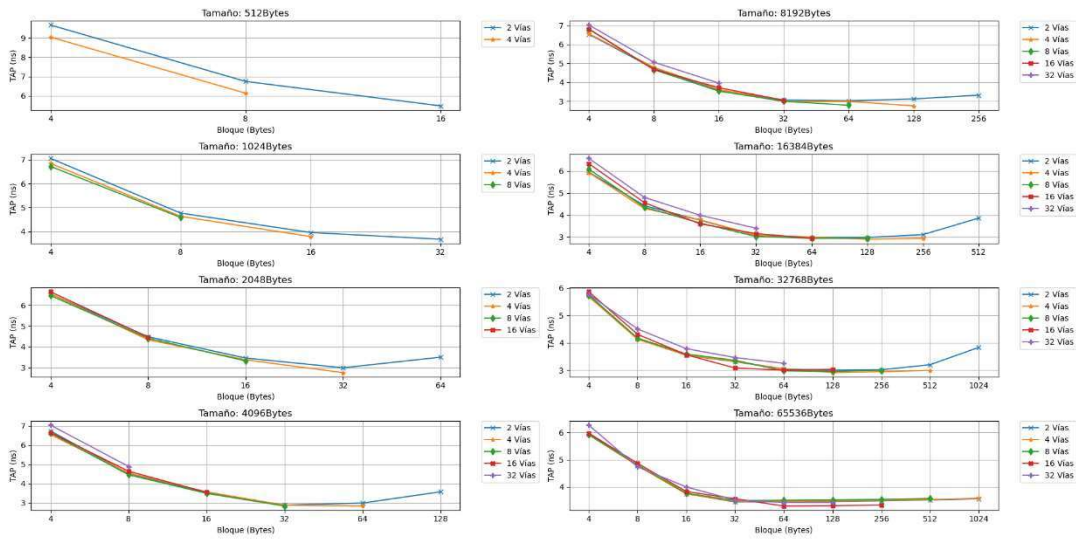 Tamaño: 512Bytes
TAP (ns)
9
8
7
6
4
8
16
Bloque (Bytes)
2 Vías
4 Vías
Tamaño: 8192Bytes
TAP (ns)
7
6
5
4
3
4
8
16
32
64
128
256
Bloque (Bytes)
2 Vías
4 Vías
8 Vías
16 Vías
32 Vías
Tamaño: 1024Bytes
TAP (ns)
7
6
5
4
4
8
16
32
Bloque (Bytes)
2 Vías
4 Vías
8 Vías
Tamaño: 16384Bytes
TAP (ns)
6
5
4
3
4
8
16
32
64
128
256
512
Bloque (Bytes)
2 Vías
4 Vías
8 Vías
16 Vías
32 Vías
Tamaño: 2048Bytes
TAP (ns)
6
5
4
3
4
8
16
32
64
Bloque (Bytes)
2 Vías
4 Vías
8 Vías
16 Vías
Tamaño: 32768Bytes
TAP (ns)
6
5
4
3
4
8
16
32
64
128
256
512
1024
Bloque (Bytes)
2 Vías
4 Vías
8 Vías
16 Vías
32 Vías
Tamaño: 4096Bytes
TAP (ns)
7
6
5
4
3
4
8
16
32
64
128
Bloque (Bytes)
2 Vías
4 Vías
8 Vías
16 Vías
32 Vías
Tamaño: 65536Bytes
TAP (ns)
6
5
4
4
8
16
32
64
128
256
512
1024
Bloque (Bytes)
2 Vías
4 Vías
8 Vías
16 Vías
32 Vías